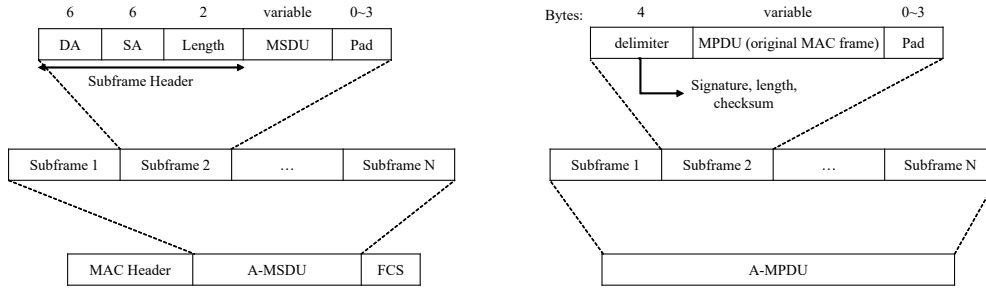 6 6 2 variable 0~3
DA SA Length MSDU Pad
Subframe Header
Subframe 1 Subframe 2 … Subframe N
MAC Header A-MSDU FCS
Bytes: 4 variable 0~3
delimiter MPDU (original MAC frame) Pad
Signature, length,
checksum
Subframe 1 Subframe 2 … Subframe N
A-MPDU